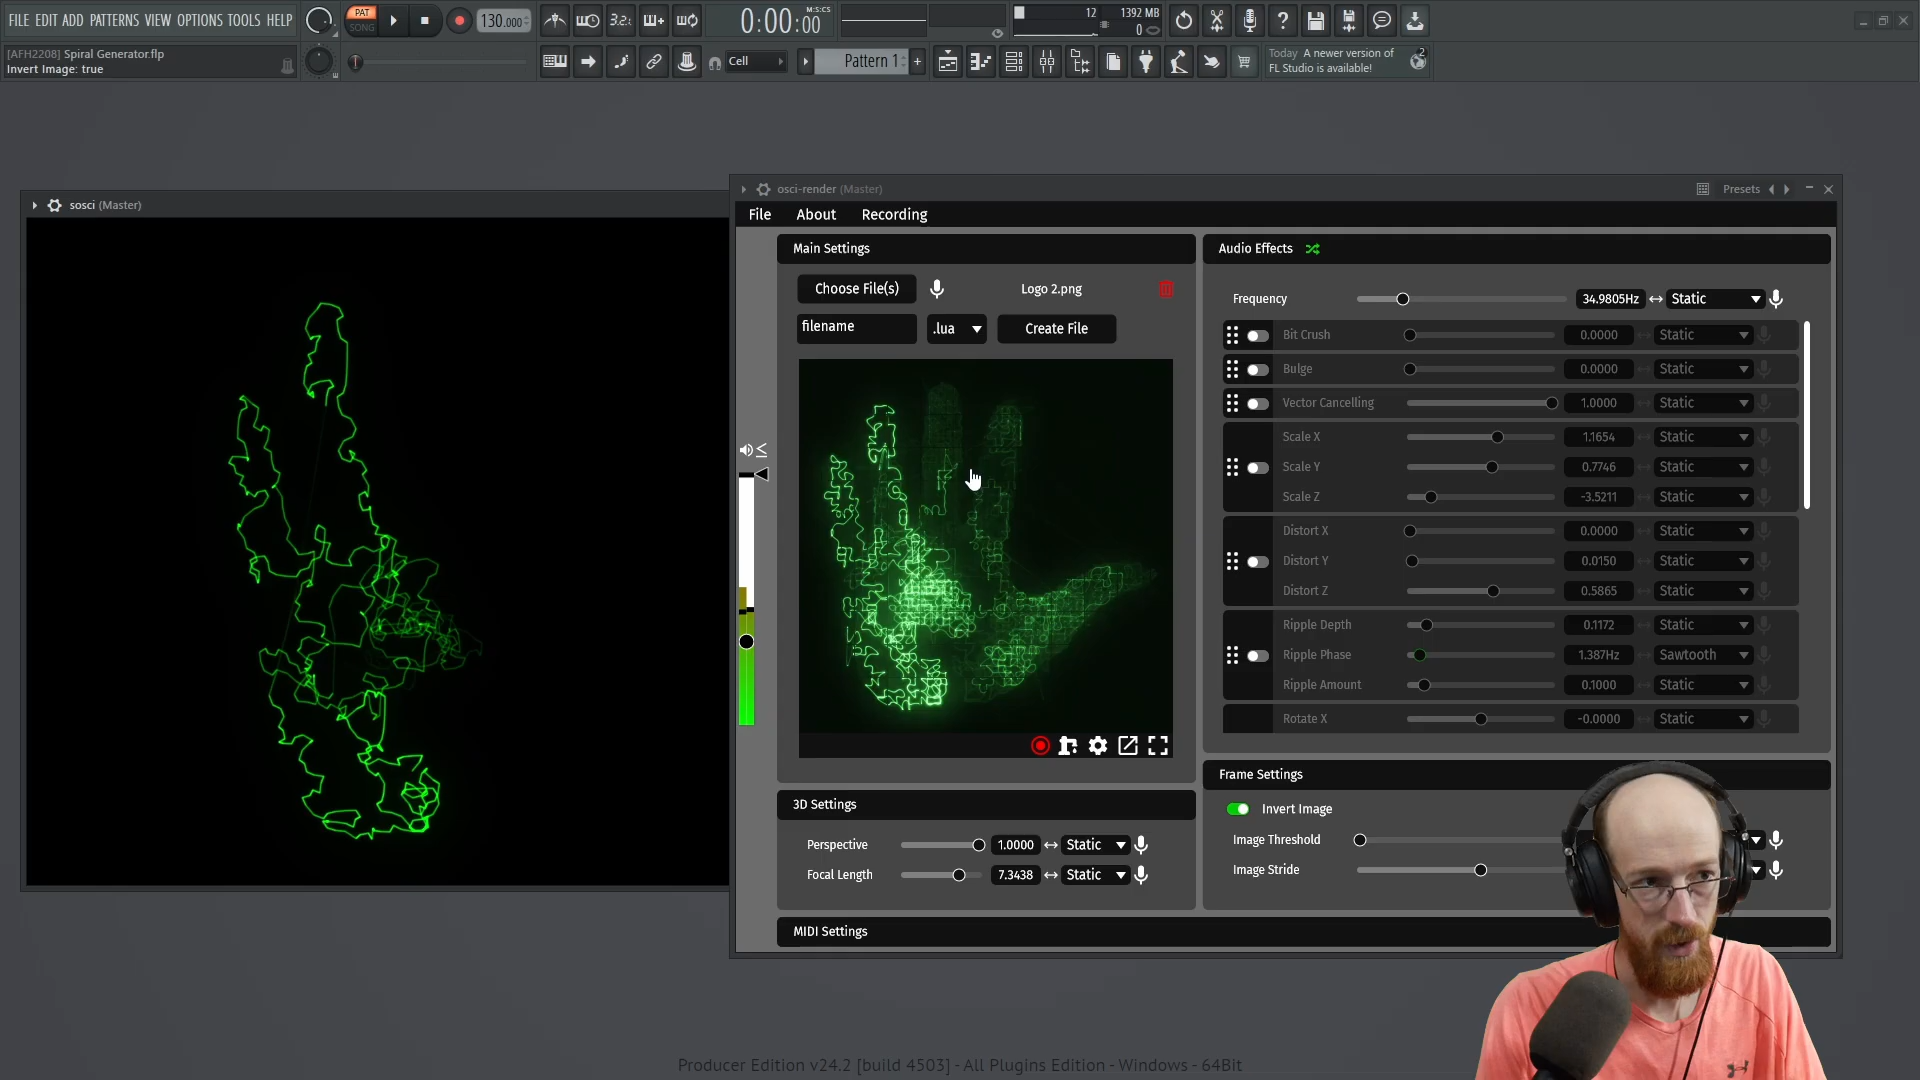 FILE EDIT ADD PATTERNS VIEW OPTIONS TOOLS HELP
PAT
SONG
130.000
3.2.
0:00:00
M:S:CS
12
1392 MB
0
[AFH2208] Spiral Generator.flp
Invert Image: true
Cell
Pattern 1
+
Today A newer version of
FL Studio is available!
2
sosci (Master)
osci-render (Master)
Presets
File About Recording
Main Settings
Choose File(s)
Logo 2.png
filename
.lua
Create File
3D Settings
Perspective 1.0000 Static
Focal Length 7.3438 Static
MIDI Settings
Audio Effects
Frequency 34.9805Hz Static
Bit Crush 0.0000 Static
Bulge 0.0000 Static
Vector Cancelling 1.0000 Static
Scale X 1.1654 Static
Scale Y 0.7746 Static
Scale Z -3.5211 Static
Distort X 0.0000 Static
Distort Y 0.0150 Static
Distort Z 0.5865 Static
Ripple Depth 0.1172 Static
Ripple Phase 1.387Hz Sawtooth
Ripple Amount 0.1000 Static
Rotate X -0.0000 Static
Frame Settings
Invert Image
Image Threshold
Image Stride
Producer Edition v24.2 [build 4503] - All Plugins Edition - Windows - 64Bit